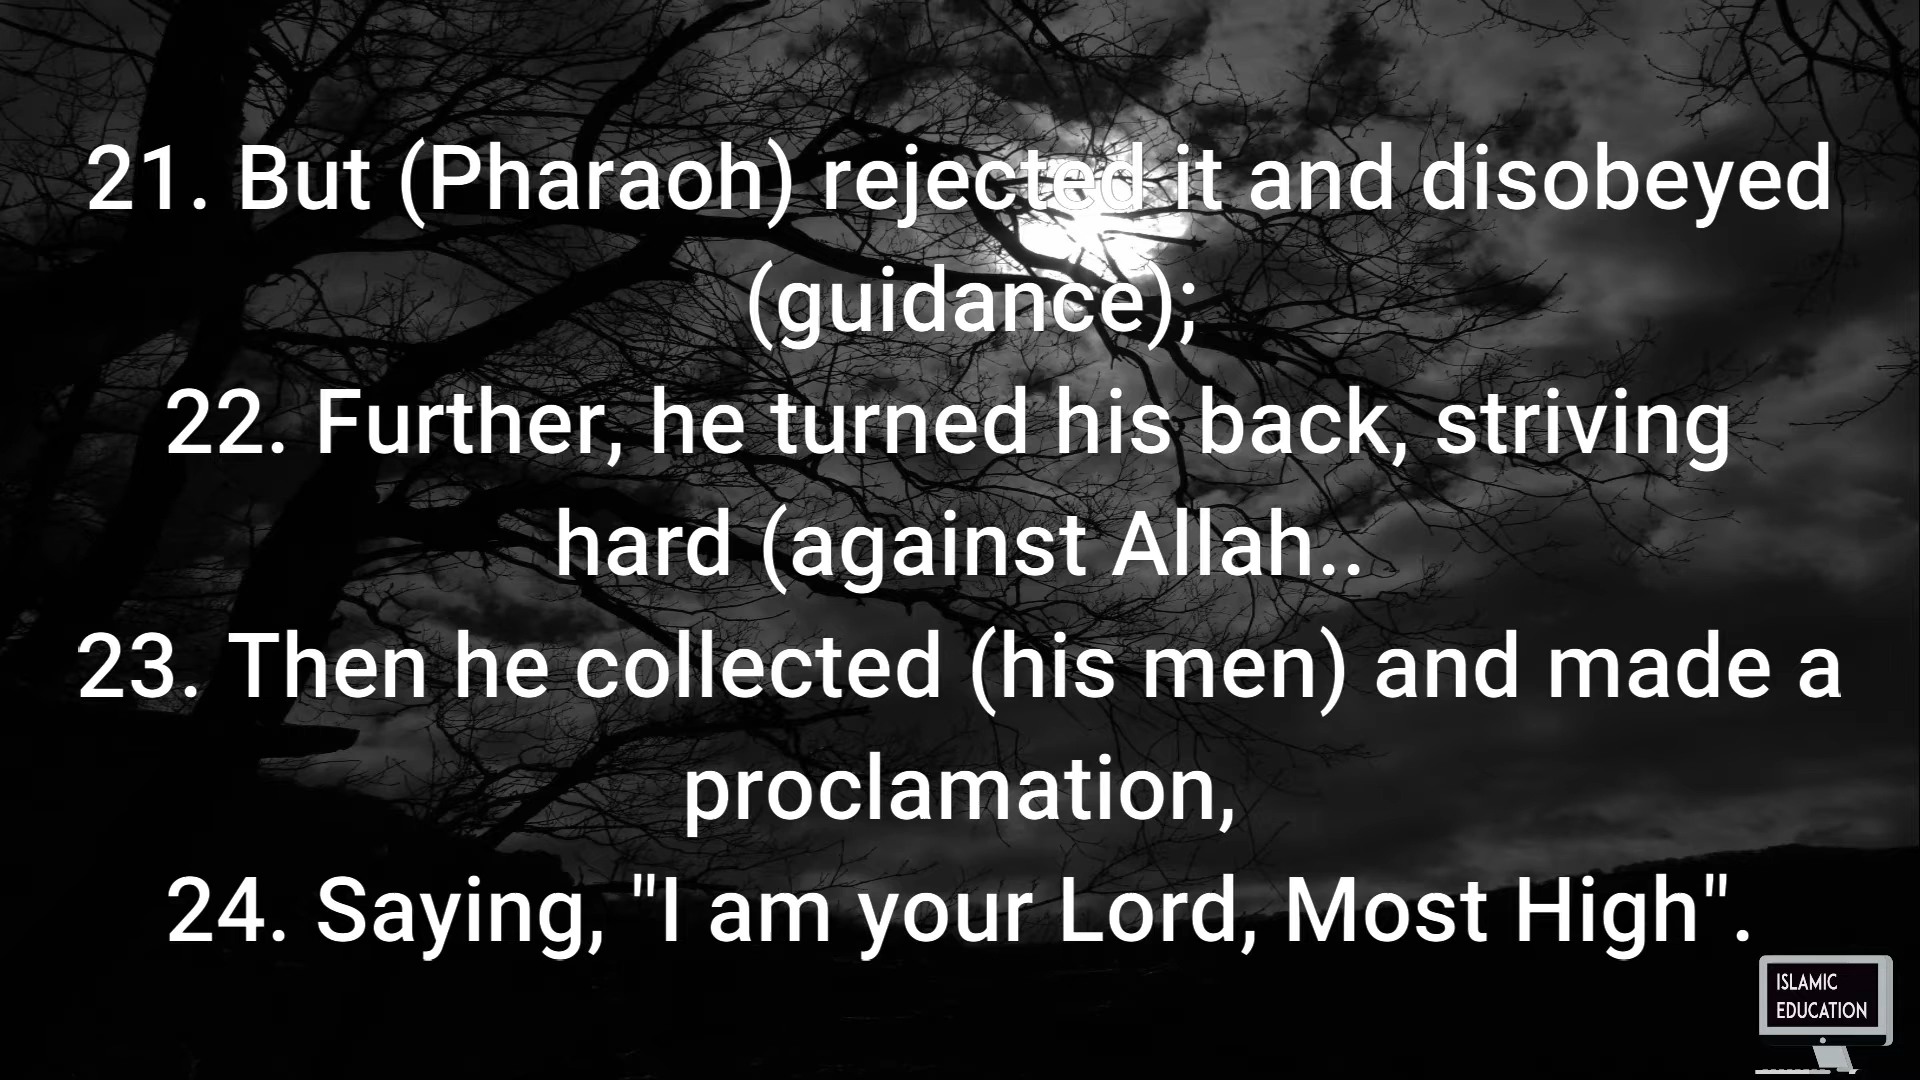 21. But (Pharaoh) rejected it and disobeyed
(guidance);
22. Further, he turned his back, striving
hard (against Allah..
23. Then he collected (his men) and made a
proclamation,
24. Saying, "I am your Lord, Most High".
ISLAMIC
EDUCATION